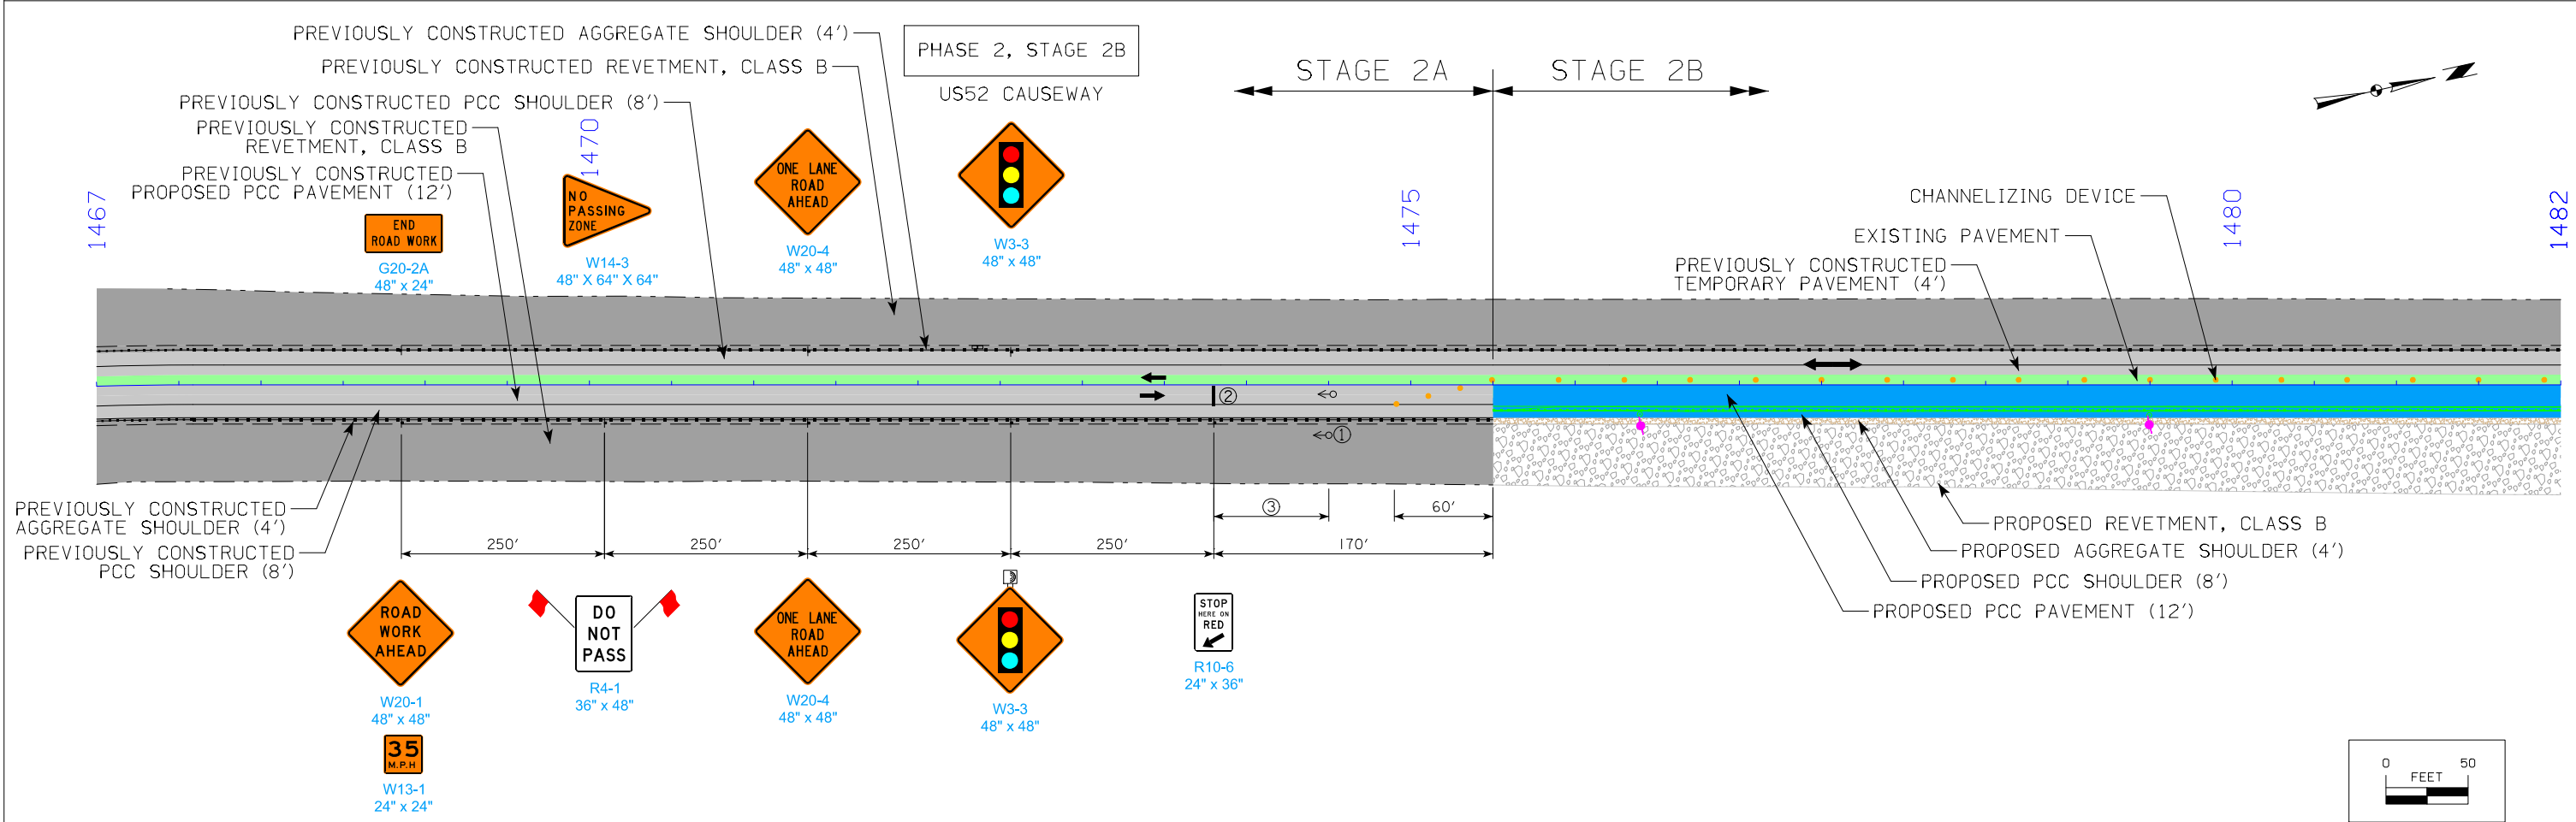 PREVIOUSLY CONSTRUCTED AGGREGATE SHOULDER (4')
PREVIOUSLY CONSTRUCTED REVETMENT, CLASS B
PREVIOUSLY CONSTRUCTED PCC SHOULDER (8')
PREVIOUSLY CONSTRUCTED
REVETMENT, CLASS B
PREVIOUSLY CONSTRUCTED
PROPOSED PCC PAVEMENT (12')
PHASE 2, STAGE 2B
US52 CAUSEWAY
STAGE 2A
STAGE 2B
1467
1470
1475
1480
1482
END
ROAD WORK
G20-2A
48" x 24"
NO
PASSING
ZONE
W14-3
48" X 64" X 64"
ONE LANE
ROAD
AHEAD
W20-4
48" x 48"
W3-3
48" x 48"
CHANNELIZING DEVICE
EXISTING PAVEMENT
PREVIOUSLY CONSTRUCTED
TEMPORARY PAVEMENT (4')
2
1
3
60'
250'
250'
250'
250'
170'
PREVIOUSLY CONSTRUCTED
AGGREGATE SHOULDER (4')
PREVIOUSLY CONSTRUCTED
PCC SHOULDER (8')
PROPOSED REVETMENT, CLASS B
PROPOSED AGGREGATE SHOULDER (4')
PROPOSED PCC SHOULDER (8')
PROPOSED PCC PAVEMENT (12')
ROAD
WORK
AHEAD
W20-1
48" x 48"
35
M.P.H
W13-1
24" x 24"
DO
NOT
PASS
R4-1
36" x 48"
ONE LANE
ROAD
AHEAD
W20-4
48" x 48"
W3-3
48" x 48"
STOP
HERE ON
RED
R10-6
24" x 36"
0 50
FEET